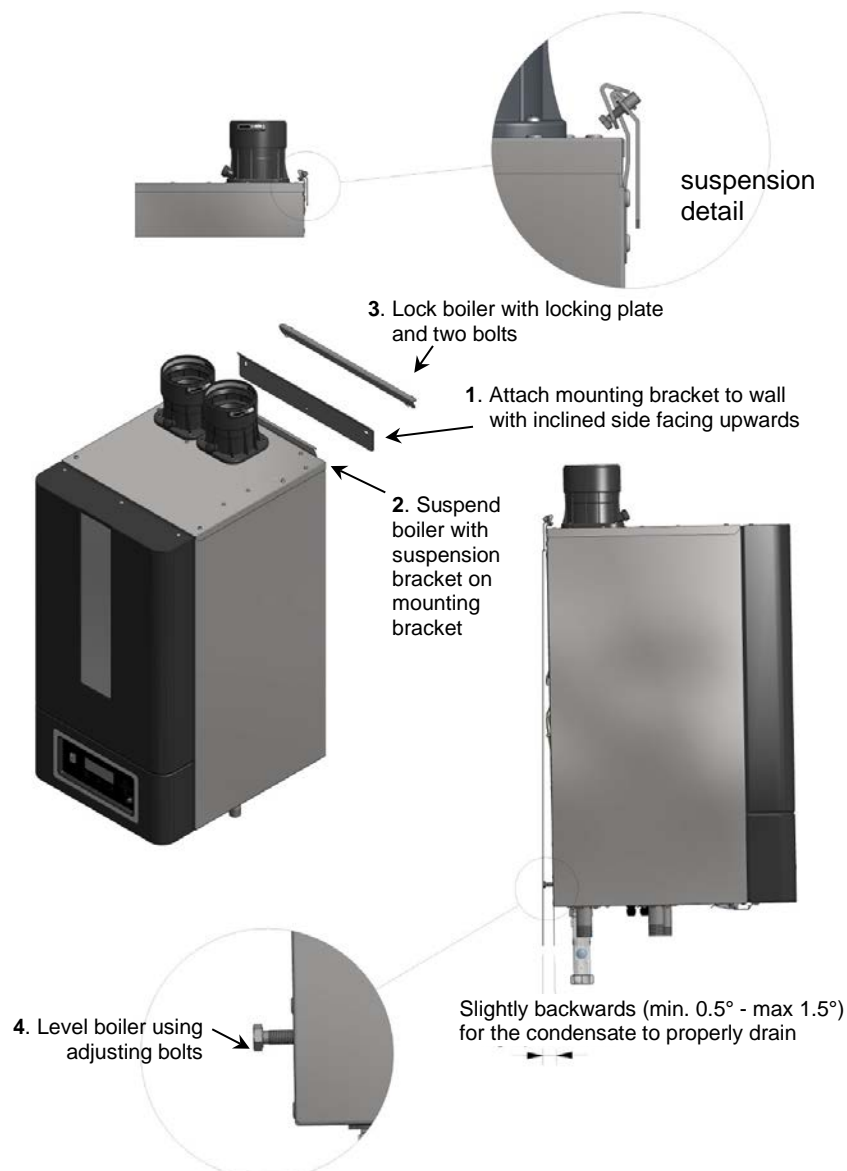 suspension
detail
3. Lock boiler with locking plate
and two bolts
1. Attach mounting bracket to wall
with inclined side facing upwards
2. Suspend
boiler with
suspension
bracket on
mounting
bracket
Slightly backwards (min. 0.5° - max 1.5°)
for the condensate to properly drain
4. Level boiler using
adjusting bolts